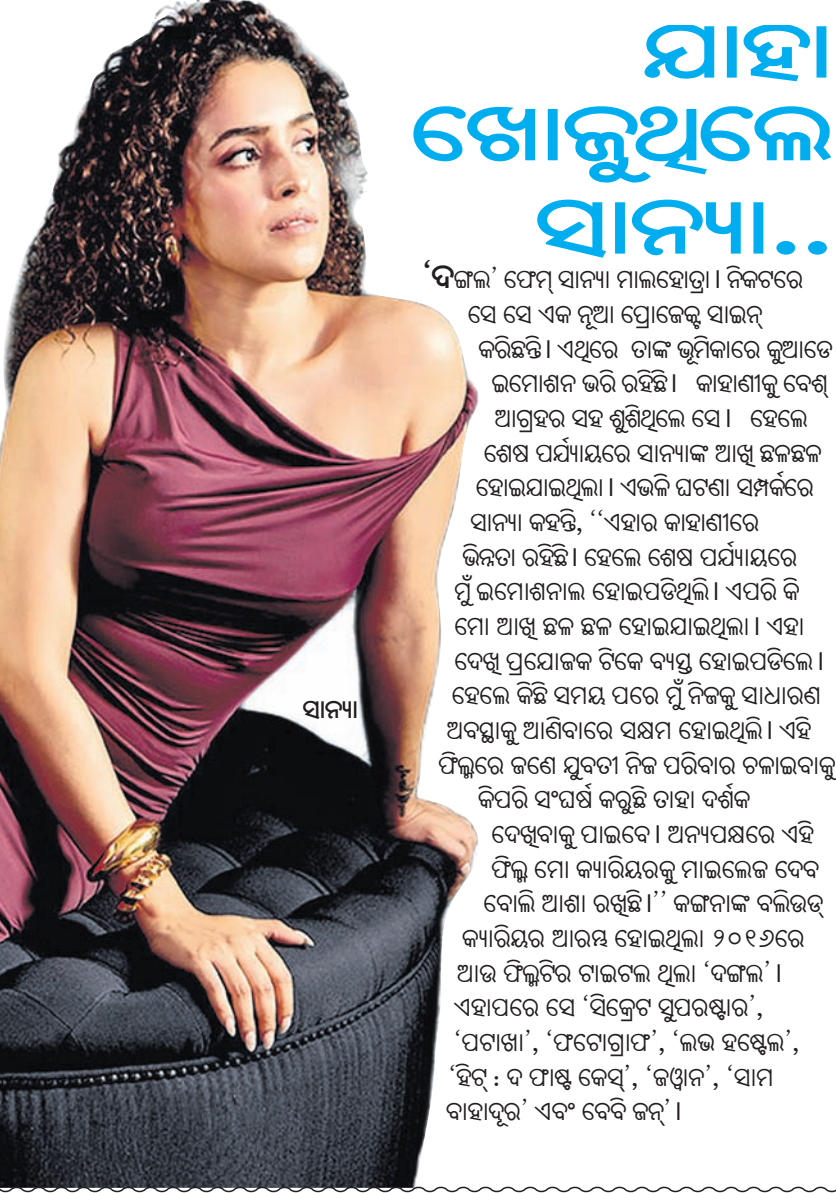 ଯାହା
ଖୋଜୁଥିଲେ
ସାନ୍ୟା..
‘ଦଙ୍ଗଲ’ ଫେମ୍ ସାନ୍ୟା ମାଲହୋତ୍ରା। ନିକଟରେ
ସେ ସେ ଏକ ନୂଆ ପ୍ରୋଜେକ୍ଟ ସାଇନ୍
କରିଛନ୍ତି। ଏଥିରେ ତାଙ୍କ ଭୂମିକାରେ କୁଆଡେ
ଇମୋଶନ ଭରି ରହିଛି। କାହାଣୀକୁ ବେଶ୍
ଆଗ୍ରହର ସହ ଶୁଣିଥିଲେ ସେ। ହେଲେ
ଶେଷ ପର୍ଯ୍ୟାୟରେ ସାନ୍ୟାଙ୍କ ଆଖି ଛଳଛଳ
ହୋଇଯାଇଥିଲା। ଏଭଳି ଘଟଣା ସମ୍ପର୍କରେ
ସାନ୍ୟା କହନ୍ତି, ‘‘ଏହାର କାହାଣୀରେ
ଭିନ୍ନତା ରହିଛି। ହେଲେ ଶେଷ ପର୍ଯ୍ୟାୟରେ
ମୁଁ ଇମୋଶନାଲ ହୋଇପଡିଥିଲି। ଏପରି କି
ମୋ ଆଖି ଛଳ ଛଳ ହୋଇଯାଇଥିଲା। ଏହା
ଦେଖି ପ୍ରଯୋଜକ ଟିକେ ବ୍ୟସ୍ତ ହୋଇପଡିଲେ।
ହେଲେ କିଛି ସମୟ ପରେ ମୁଁ ନିଜକୁ ସାଧାରଣ
ଅବସ୍ଥାକୁ ଆଣିବାରେ ସକ୍ଷମ ହୋଇଥିଲି। ଏହି
ଫିଲ୍ମରେ ଜଣେ ଯୁବତୀ ନିଜ ପରିବାର ଚଳାଇବାକୁ
କିପରି ସଂଘର୍ଷ କରୁଛି ତାହା ଦର୍ଶକ
ଦେଖିବାକୁ ପାଇବେ। ଅନ୍ୟପକ୍ଷରେ ଏହି
ଫିଲ୍ମ ମୋ କ୍ୟାରିୟରକୁ ମାଇଲେଜ ଦେବ
ବୋଲି ଆଶା ରଖିଛି।’’ କଙ୍ଗନାଙ୍କ ବଲିଉଡ୍
କ୍ୟାରିୟର ଆରମ୍ଭ ହୋଇଥିଲା ୨୦୧୬ରେ
ଆଉ ଫିଲ୍ମଟିର ଟାଇଟଲ ଥିଲା ‘ଦଙ୍ଗଲ’।
ଏହାପରେ ସେ ‘ସିକ୍ରେଟ ସୁପରଷ୍ଟାର’,
‘ପଟାଖା’, ‘ଫଟୋଗ୍ରାଫ’, ‘ଲଭ ହଷ୍ଟେଲ’,
‘ହିଟ୍ : ଦ ଫାଷ୍ଟ କେସ୍’, ‘ଜୱାନ’, ‘ସାମ
ବାହାଦୂର’ ଏବଂ ବେବି ଜନ୍’।
ସାନ୍ୟା